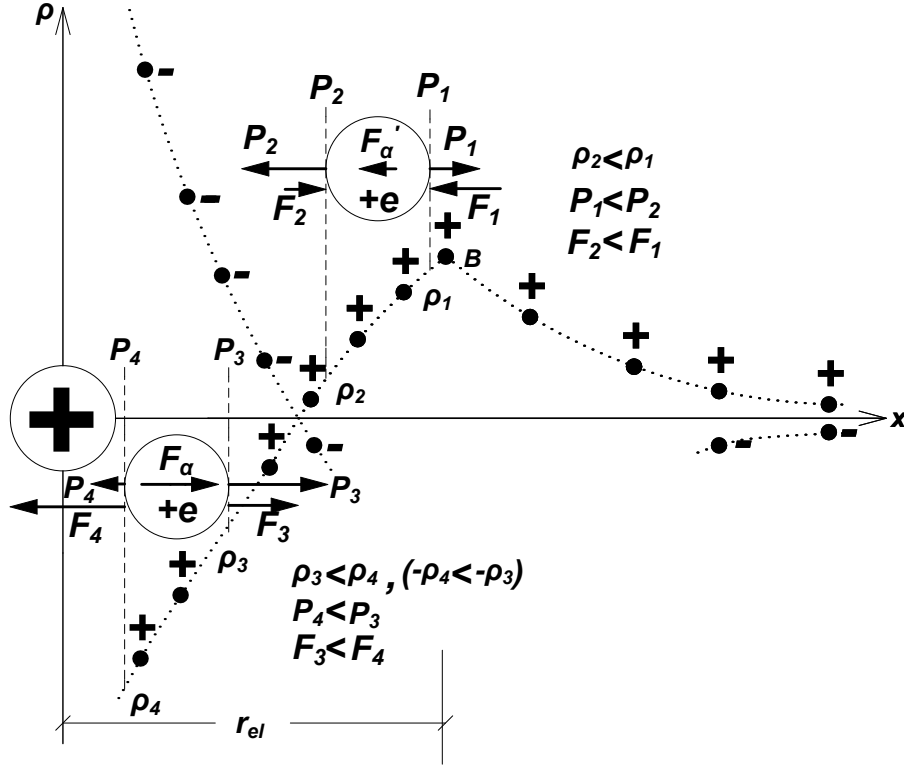 ρ
-
P₂ P₁
P₂ Fα' P₁
+e
F₂ F₁
ρ₂<ρ₁
P₁<P₂
F₂<F₁
-
-
+ B
+
ρ₁
+
+
+
+
+
+
ρ₂
-
P₄ P₃
+
x
+
-
-
-
P₄ Fα P₃
F₄ +e F₃
ρ₃
+
ρ₃<ρ₄, (-ρ₄<-ρ₃)
P₄<P₃
F₃<F₄
+
ρ₄
rel